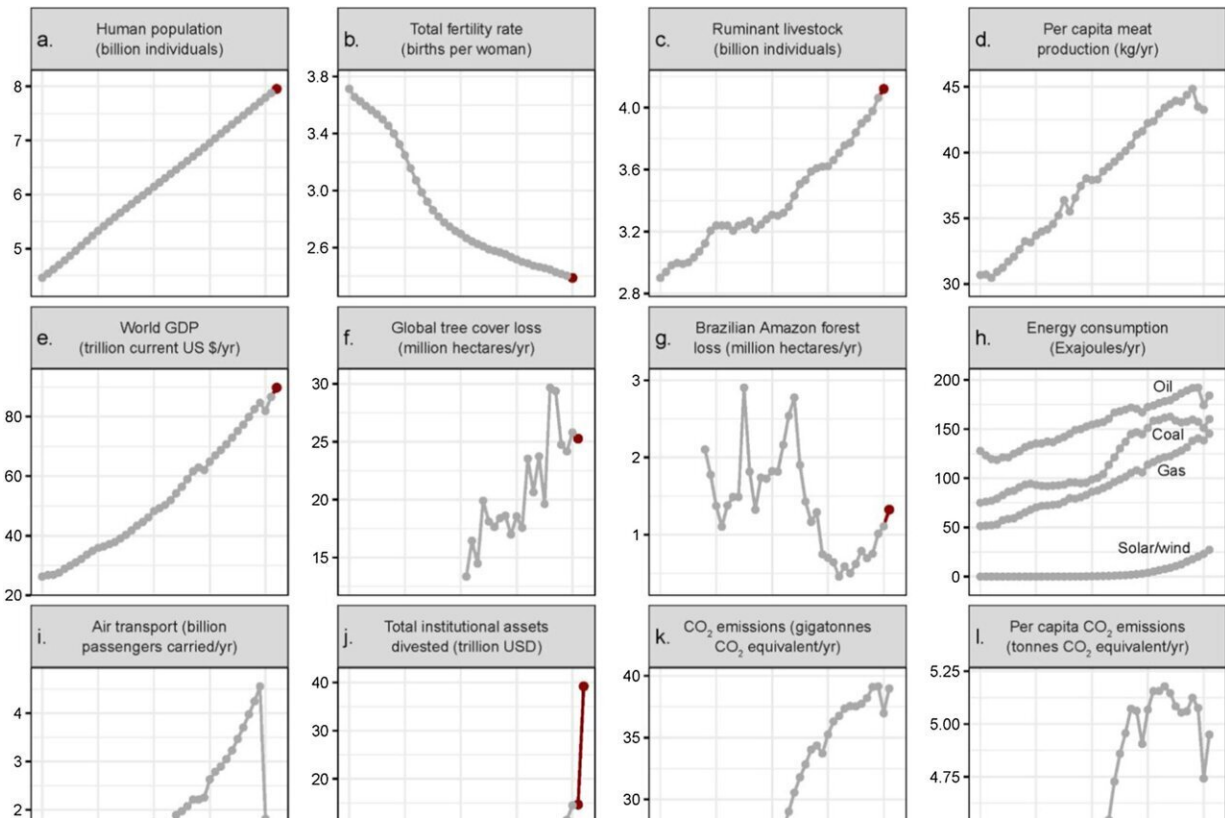 a. Human population
(billion individuals)
b. Total fertility rate
(births per woman)
c. Ruminant livestock
(billion individuals)
d. Per capita meat
production (kg/yr)
8
7
6
5
3.8
3.4
3.0
2.6
4.0
3.6
3.2
2.8
45
40
35
30
e. World GDP
(trillion current US $/yr)
f. Global tree cover loss
(million hectares/yr)
g. Brazilian Amazon forest
loss (million hectares/yr)
h. Energy consumption
(Exajoules/yr)
80
60
40
20
30
25
20
15
3
2
1
200
150
100
50
0
Oil
Coal
Gas
Solar/wind
i. Air transport (billion
passengers carried/yr)
j. Total institutional assets
divested (trillion USD)
k. CO₂ emissions (gigatonnes
CO₂ equivalent/yr)
l. Per capita CO₂ emissions
(tonnes CO₂ equivalent/yr)
4
3
2
40
30
20
40
35
30
5.25
5.00
4.75